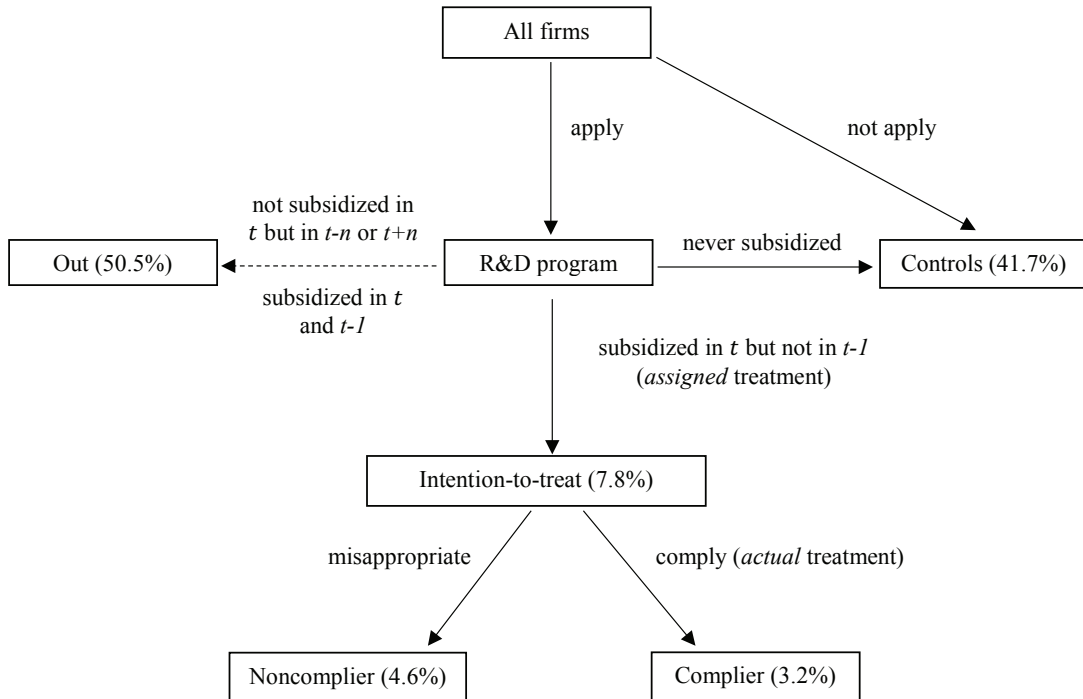 All firms
apply
not apply
not subsidized in
t but in t-n or t+n
Out (50.5%)
R&D program
never subsidized
Controls (41.7%)
subsidized in t
and t-1
subsidized in t but not in t-1
(assigned treatment)
Intention-to-treat (7.8%)
misappropriate
comply (actual treatment)
Noncomplier (4.6%)
Complier (3.2%)